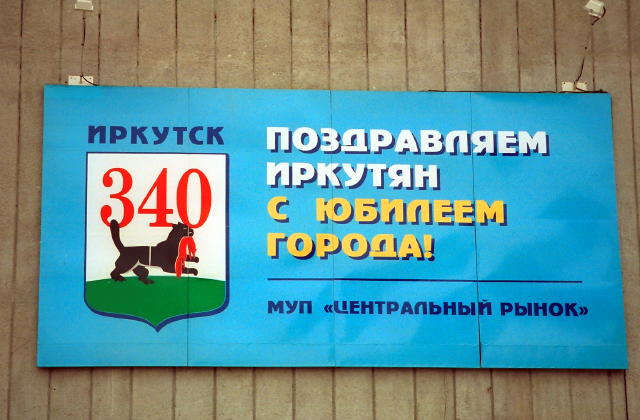 ИРКУТСК
340
ПОЗДРАВЛЯЕМ
ИРКУТЯН
С ЮБИЛЕЕМ
ГОРОДА!
МУП «ЦЕНТРАЛЬНЫЙ РЫНОК»